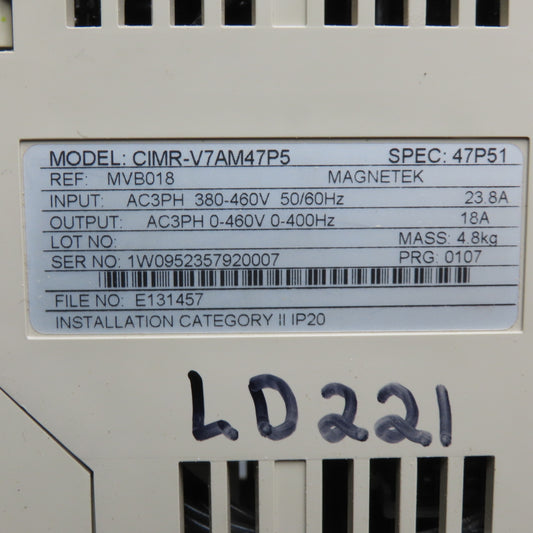 MODEL: CIMR-V7AM47P5 SPEC: 47P51
REF: MVB018 MAGNETEK
INPUT: AC3PH 380-460V 50/60Hz 23.8A
OUTPUT: AC3PH 0-460V 0-400Hz 18A
LOT NO: MASS: 4.8kg
SER NO: 1W0952357920007 PRG: 0107
FILE NO: E131457
INSTALLATION CATEGORY II IP20
LD221